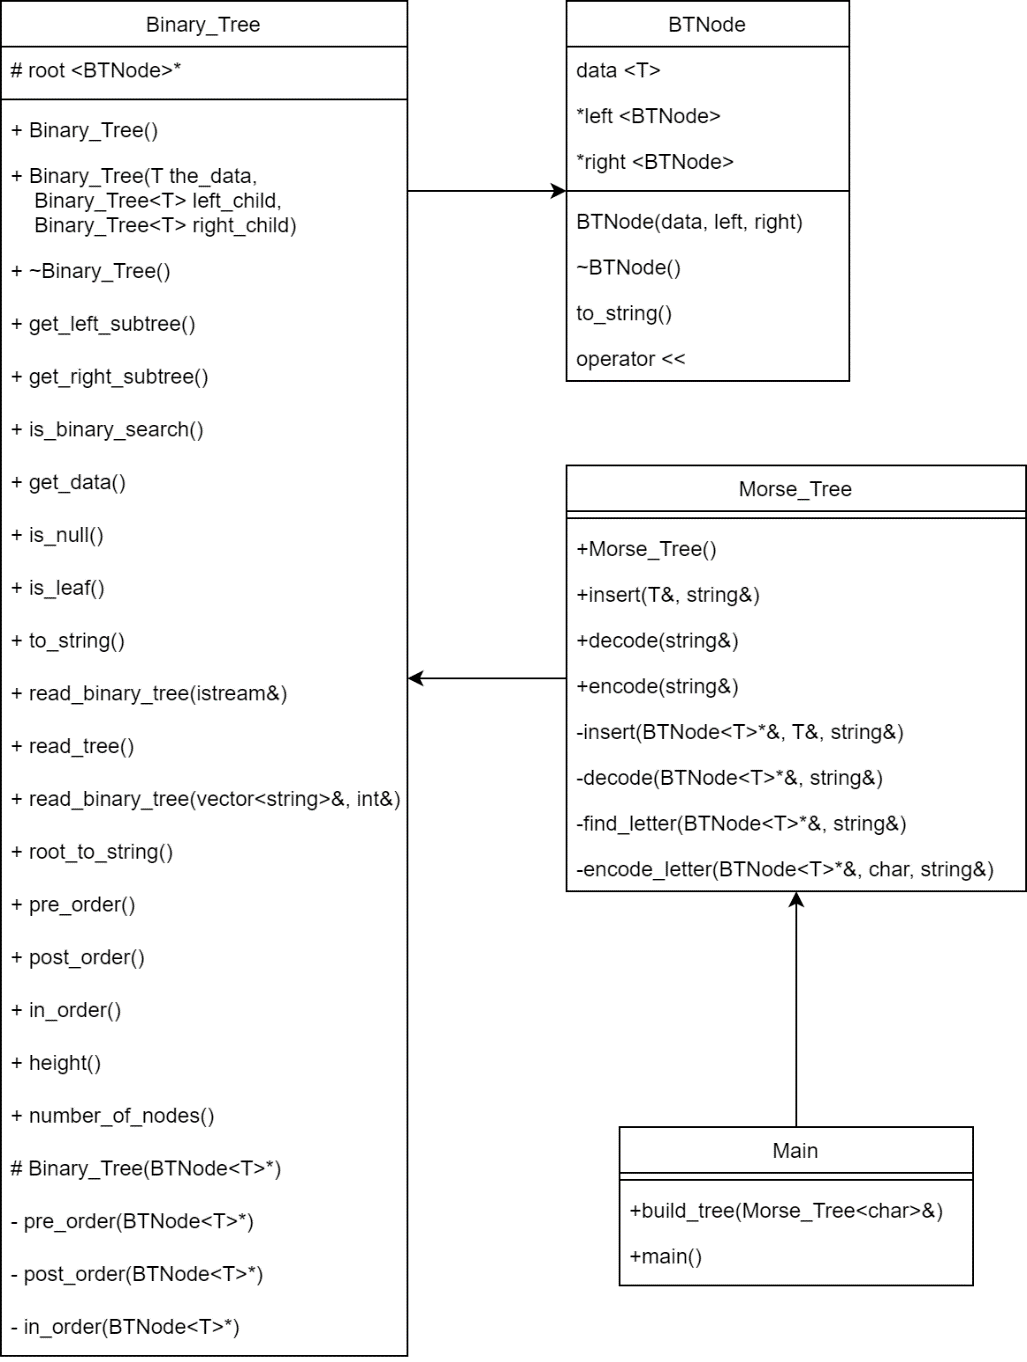 Binary_Tree
# root <BTNode>*
+ Binary_Tree()
+ Binary_Tree(T the_data,
Binary_Tree<T> left_child,
Binary_Tree<T> right_child)
+ ~Binary_Tree()
+ get_left_subtree()
+ get_right_subtree()
+ is_binary_search()
+ get_data()
+ is_null()
+ is_leaf()
+ to_string()
+ read_binary_tree(istream&)
+ read_tree()
+ read_binary_tree(vector<string>&, int&)
+ root_to_string()
+ pre_order()
+ post_order()
+ in_order()
+ height()
+ number_of_nodes()
# Binary_Tree(BTNode<T>*)
- pre_order(BTNode<T>*)
- post_order(BTNode<T>*)
- in_order(BTNode<T>*)
BTNode
data <T>
*left <BTNode>
*right <BTNode>
BTNode(data, left, right)
~BTNode()
to_string()
operator <<
Morse_Tree
+Morse_Tree()
+insert(T&, string&)
+decode(string&)
+encode(string&)
-insert(BTNode<T>*&, T&, string&)
-decode(BTNode<T>*&, string&)
-find_letter(BTNode<T>*&, string&)
-encode_letter(BTNode<T>*&, char, string&)
Main
+build_tree(Morse_Tree<char>&)
+main()